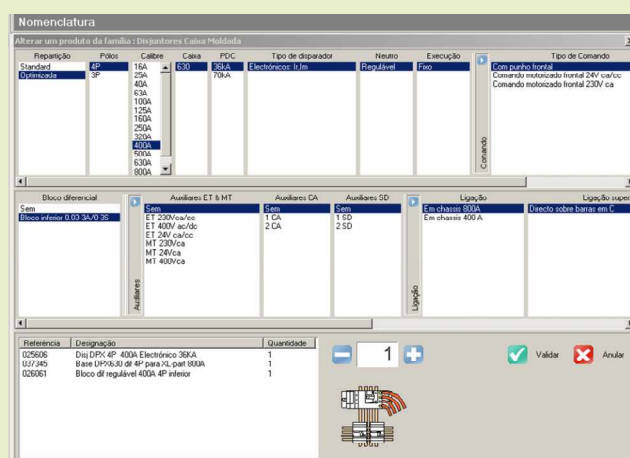 Nomenclatura
Alterar um produto da família : Disjuntores Caixa Moldada
Repartição Pólos Calibre Caixa PDC Tipo de disparador Neutro Execução Tipo de Comando
Standard 4P 16A 630 36kA Electrónicos: Ir,Im Regulável Fixo Com punho frontal
Optimizada 3P 25A 70kA Comando motorizado frontal 24V ca/cc
40A Comando motorizado frontal 230V ca
63A
100A
125A
160A
250A
320A
400A
500A
630A
800A
Comando
Bloco diferencial Auxiliares ET & MT Auxiliares CA Auxiliares SD Ligação Ligação super
Sem Sem Sem Sem Em chassis 800A Directo sobre barras em C
Bloco inferior 0.03 3A/0 3S ET 230V ca/cc 1 CA 1 SD Em chassis 400 A
ET 400V ac/dc 2 CA 2 SD
ET 24V ca/cc
MT 230Vca
MT 24Vca
MT 400Vca
Auxiliares
Ligação
Referência Designação Quantidade
025606 Disj DPX 4P 400A Electrónico 36KA 1
037345 Base DPX630 dif 4P para XL-part 800A 1
026061 Bloco dif regulável 400A 4P inferior 1
1
Validar
Anular